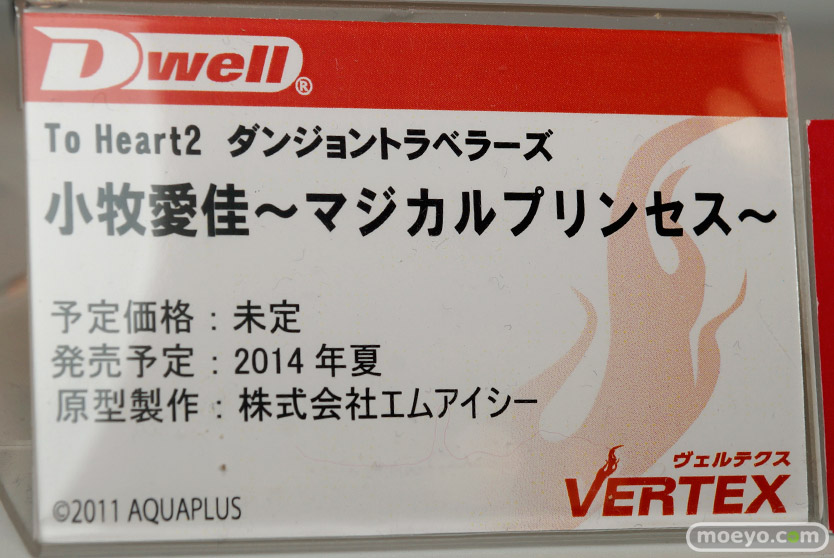 Dwell®
To Heart2 ダンジョントラベラーズ
小牧愛佳～マジカルプリンセス～
予定価格：未定
発売予定：2014年夏
原型製作：株式会社エムアイシー
ヴェルテクス
VERTEX
©2011 AQUAPLUS
moeyo.com